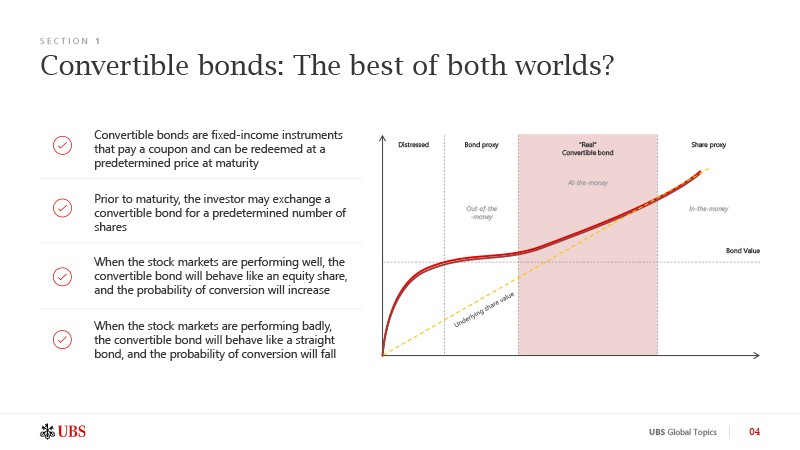 SECTION 1
Convertible bonds: The best of both worlds?
Convertible bonds are fixed-income instruments
that pay a coupon and can be redeemed at a
predetermined price at maturity
Prior to maturity, the investor may exchange a
convertible bond for a predetermined number of
shares
When the stock markets are performing well, the
convertible bond will behave like an equity share,
and the probability of conversion will increase
When the stock markets are performing badly,
the convertible bond will behave like a straight
bond, and the probability of conversion will fall
Distressed
Bond proxy
"Real"
Convertible bond
Share proxy
At-the-money
Out-of-the
-money
In-the-money
Bond Value
Underlying share value
UBS
UBS Global Topics
04